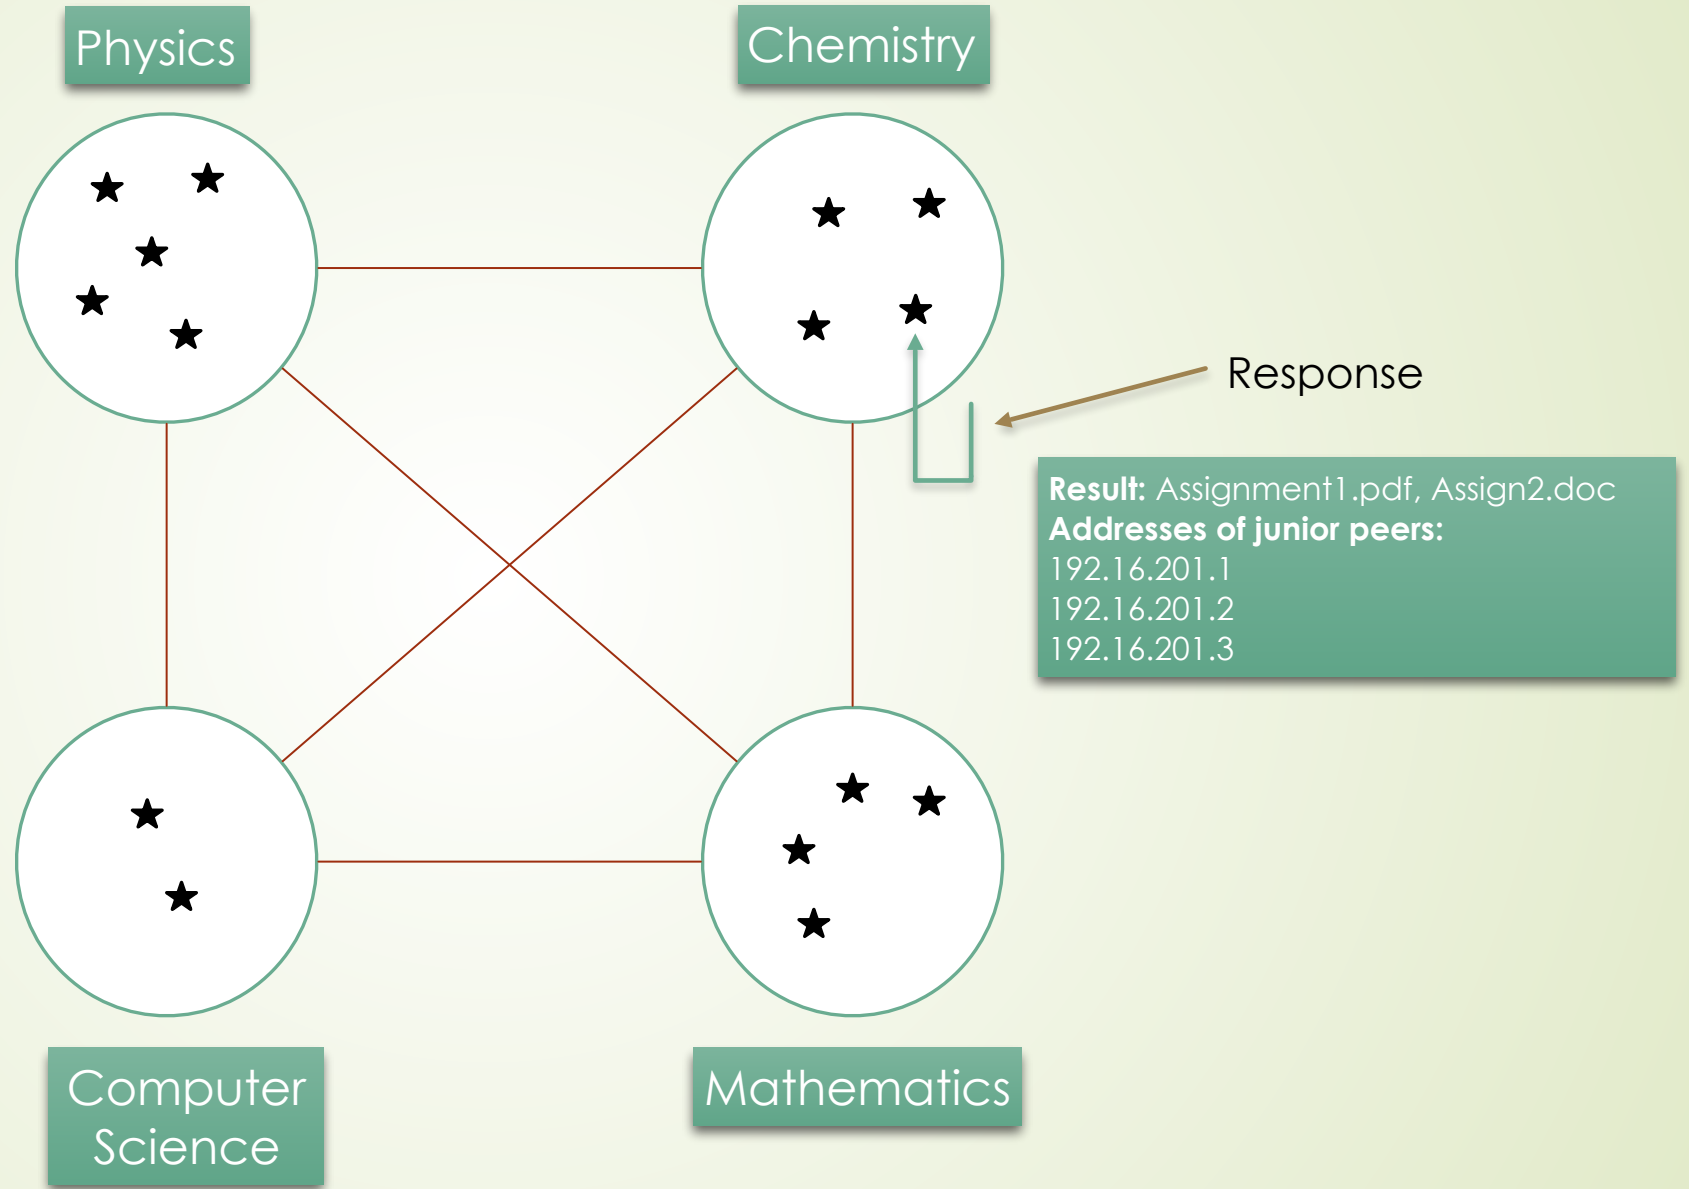 Physics
Chemistry
Response
Result: Assignment1.pdf, Assign2.doc
Addresses of junior peers:
192.16.201.1
192.16.201.2
192.16.201.3
Computer
Science
Mathematics